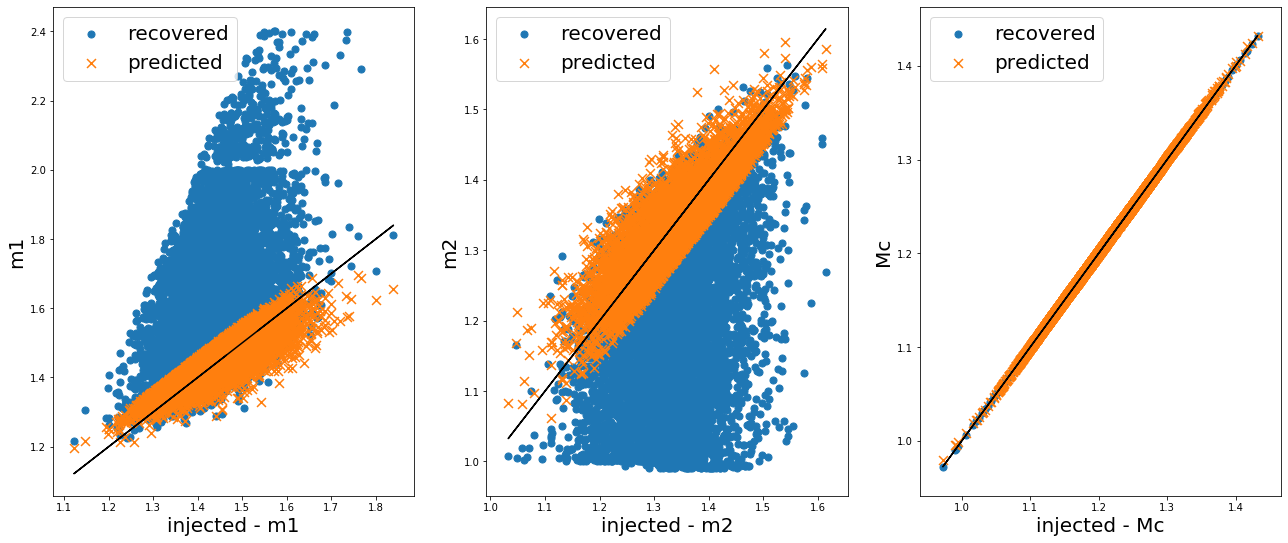 recovered
predicted
2.4
2.2
2.0
1.8
1.6
1.4
1.2
m1
1.1 1.2 1.3 1.4 1.5 1.6 1.7 1.8
injected - m1
recovered
predicted
1.6
1.5
1.4
1.3
1.2
1.1
1.0
m2
1.0 1.1 1.2 1.3 1.4 1.5 1.6
injected - m2
recovered
predicted
1.4
1.3
1.2
1.1
1.0
Mc
1.0 1.1 1.2 1.3 1.4
injected - Mc